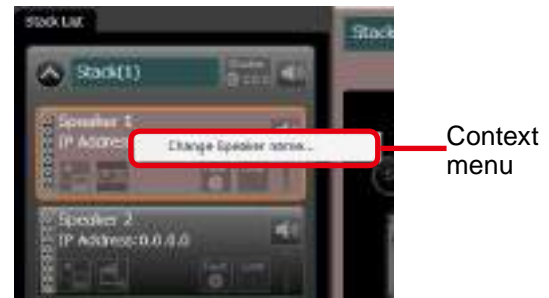 Stock List
Stack
Stack(1)
Speaker 1
IP Address
Change Speaker name...
Context
menu
Speaker 2
IP Address:0.0.0.0